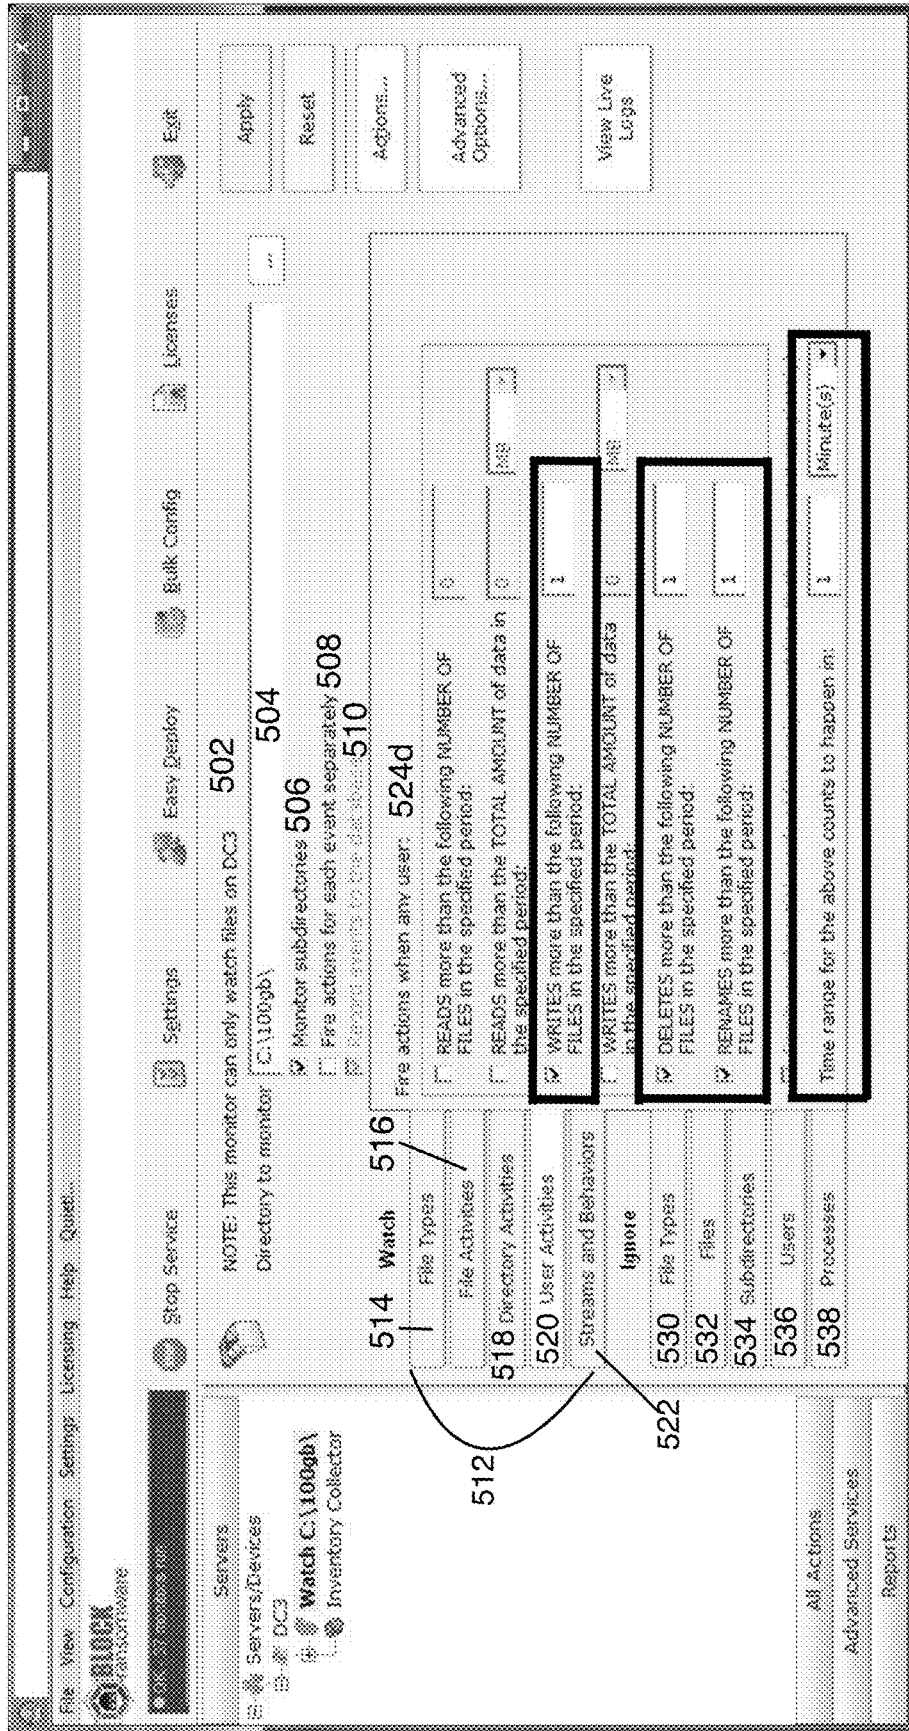 File View Configuration Settings Licensing Help Quiet!...
BLOCK
ransomware
Stop Service
Settings
Easy Deploy
Bulk Config
Licenses
Exit
Servers
Servers/Devices
DC3
Watch C:\100gb\
Inventory Collector
All Actions
Advanced Services
Reports
NOTE: This monitor can only watch files on DC3 502
Directory to monitor C:\100gb\ 504 ...
Monitor subdirectories 506
Fire actions for each event separately 508
510
512
514 Watch
File Types
516
File Activities
518 Directory Activities
520 User Activities
Streams and Behaviors
522
Ignore
530 File Types
532 Files
534 Subdirectories
536 Users
538 Processes
Fire actions when any user: 524d
READS more than the following NUMBER OF
FILES in the specified period: 0
READS more than the TOTAL AMOUNT of data in
the specified period: 0 MB
WRITES more than the following NUMBER OF
FILES in the specified period: 1
WRITES more than the TOTAL AMOUNT of data
in the specified period: 0 MB
DELETES more than the following NUMBER OF
FILES in the specified period: 1
RENAMES more than the following NUMBER OF
FILES in the specified period: 1
Time range for the above counts to happen in: 1 Minute(s)
Apply
Reset
Actions...
Advanced
Options...
View Live
Logs